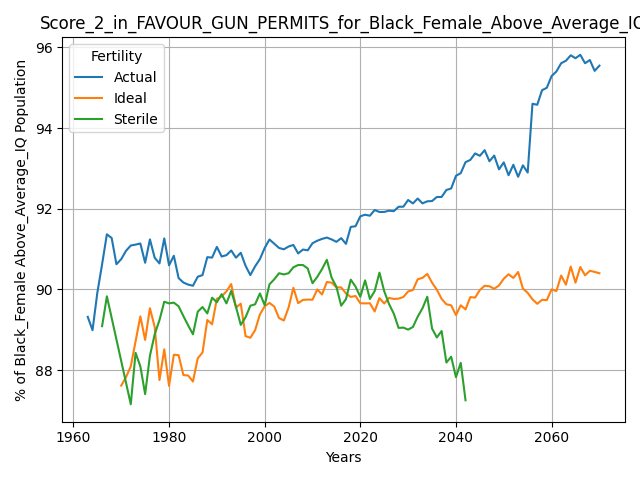 Score_2_in_FAVOUR_GUN_PERMITS_for_Black_Female_Above_Average_IQ
Fertility
Actual
Ideal
Sterile
% of Black_Female Above_Average_IQ Population
96
94
92
90
88
1960
1980
2000
2020
2040
2060
Years